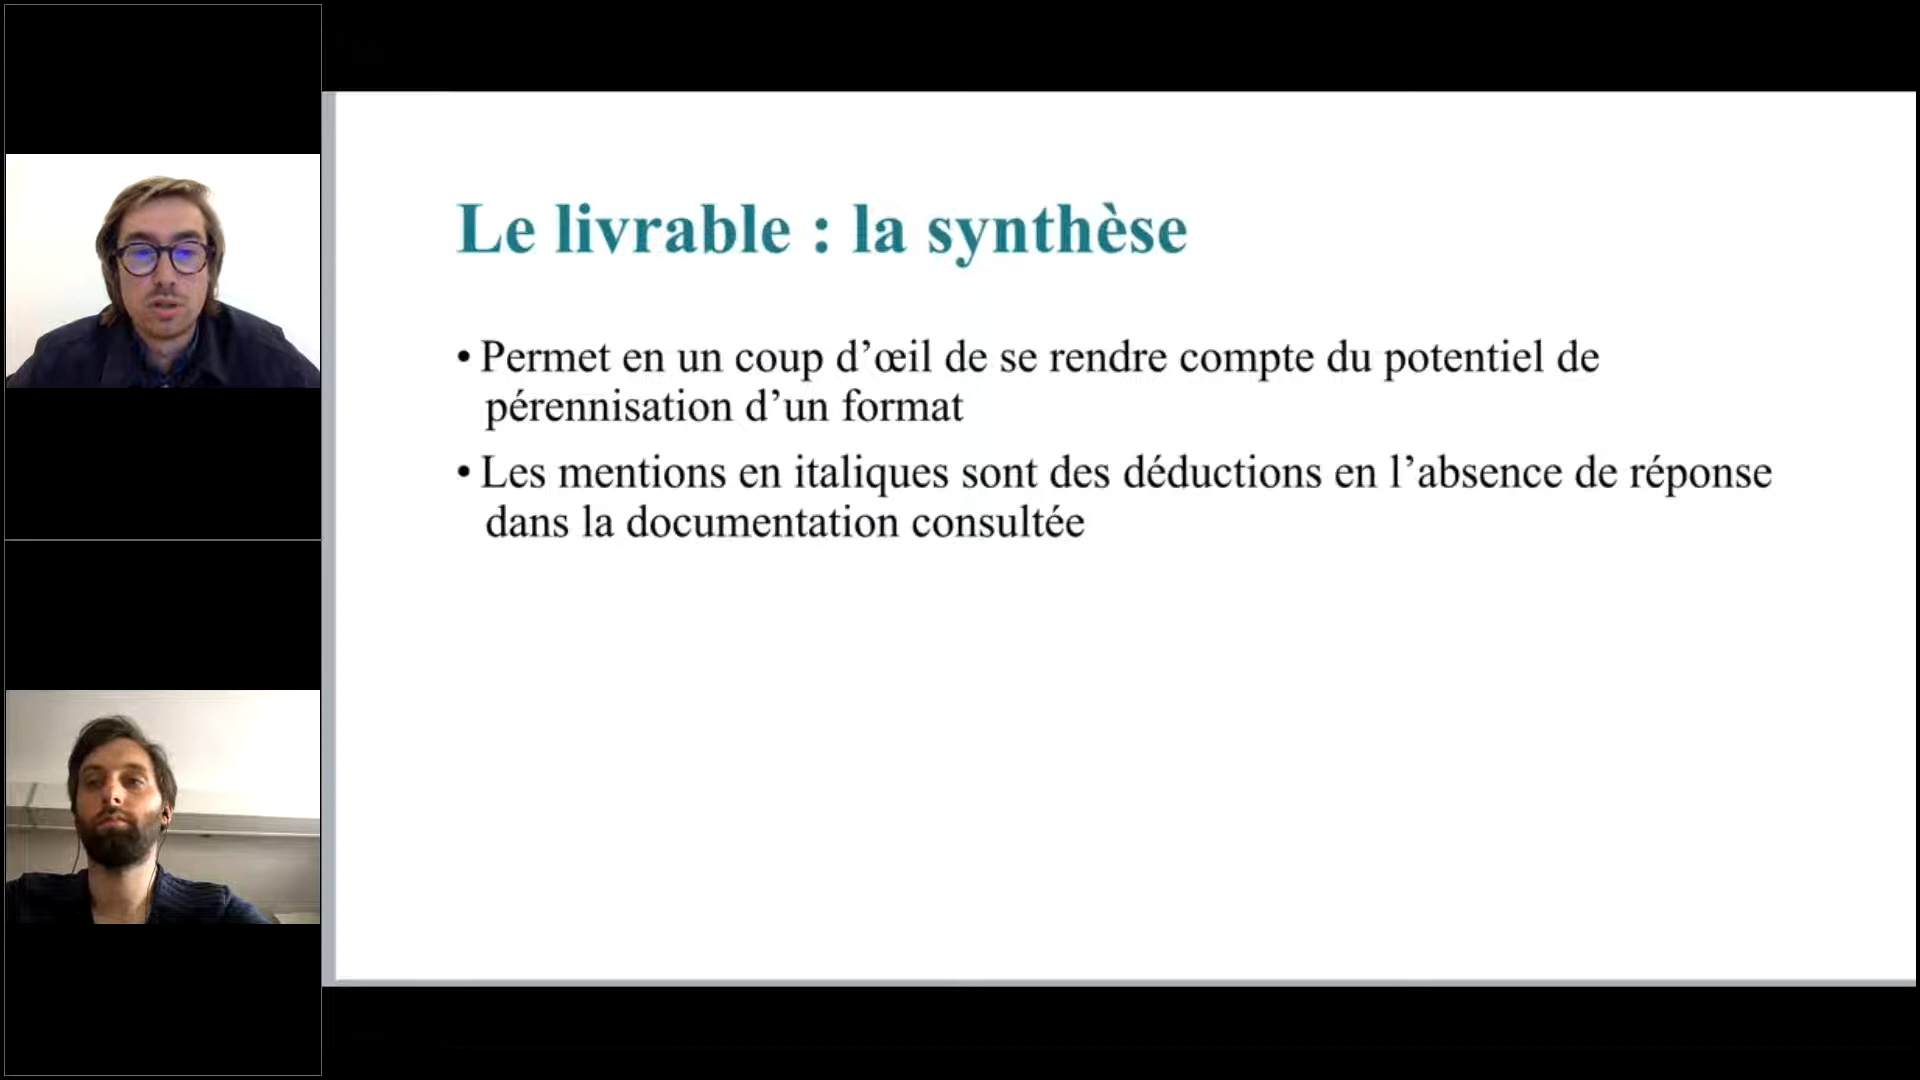 Le livrable : la synthèse
• Permet en un coup d’œil de se rendre compte du potentiel de
pérennisation d’un format
• Les mentions en italiques sont des déductions en l’absence de réponse
dans la documentation consultée